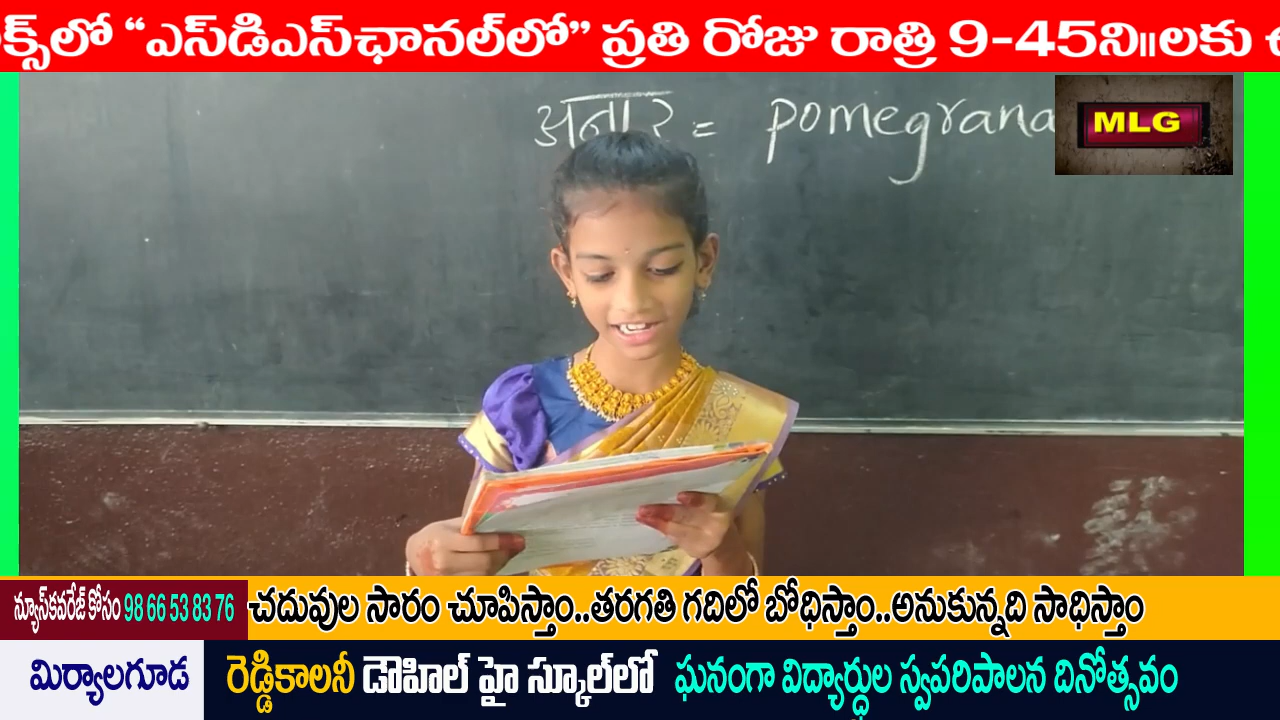 “ఎస్‌డిఎస్‌ఛానల్‌లో” ప్రతి రోజు రాత్రి 9-45ని॥లకు
अनार = pomegrana
MLG
న్యూస్‌కవరేజ్ కోసం 98 66 53 83 76
చదువుల సారం చూపిస్తాం..తరగతి గదిలో బోధిస్తాం..అనుకున్నది సాధిస్తాం
మిర్యాలగూడ
రెడ్డికాలనీ డౌహిల్ హై స్కూల్‌లో ఘనంగా విద్యార్ధుల స్వపరిపాలన దినోత్సవం